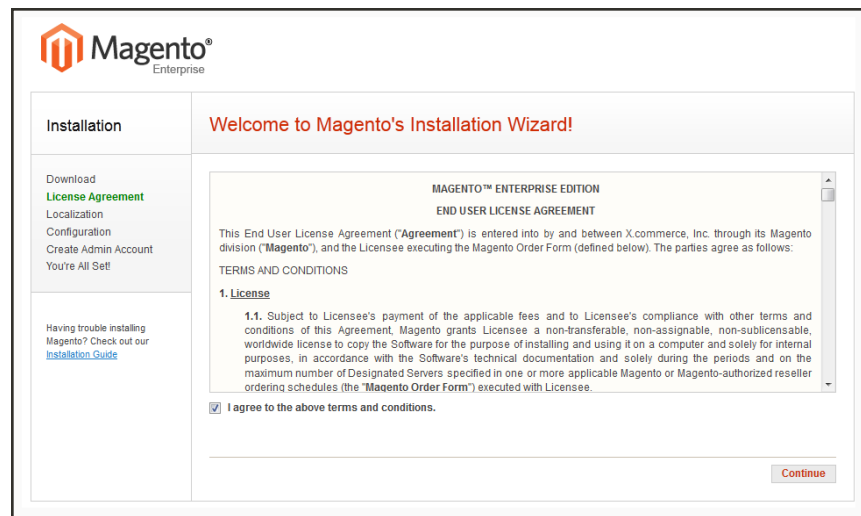 Magento®
Enterprise
Installation
Download
License Agreement
Localization
Configuration
Create Admin Account
You're All Set!
Having trouble installing
Magento? Check out our
Installation Guide
Welcome to Magento's Installation Wizard!
MAGENTO™ ENTERPRISE EDITION
END USER LICENSE AGREEMENT
This End User License Agreement ("Agreement") is entered into by and between X.commerce, Inc. through its Magento
division ("Magento"), and the Licensee executing the Magento Order Form (defined below). The parties agree as follows:
TERMS AND CONDITIONS
1. License
1.1. Subject to Licensee's payment of the applicable fees and to Licensee's compliance with other terms and
conditions of this Agreement, Magento grants Licensee a non-transferable, non-assignable, non-sublicensable,
worldwide license to copy the Software for the purpose of installing and using it on a computer and solely for internal
purposes, in accordance with the Software's technical documentation and solely during the periods and on the
maximum number of Designated Servers specified in one or more applicable Magento or Magento-authorized reseller
ordering schedules (the "Magento Order Form") executed with Licensee.
I agree to the above terms and conditions.
Continue